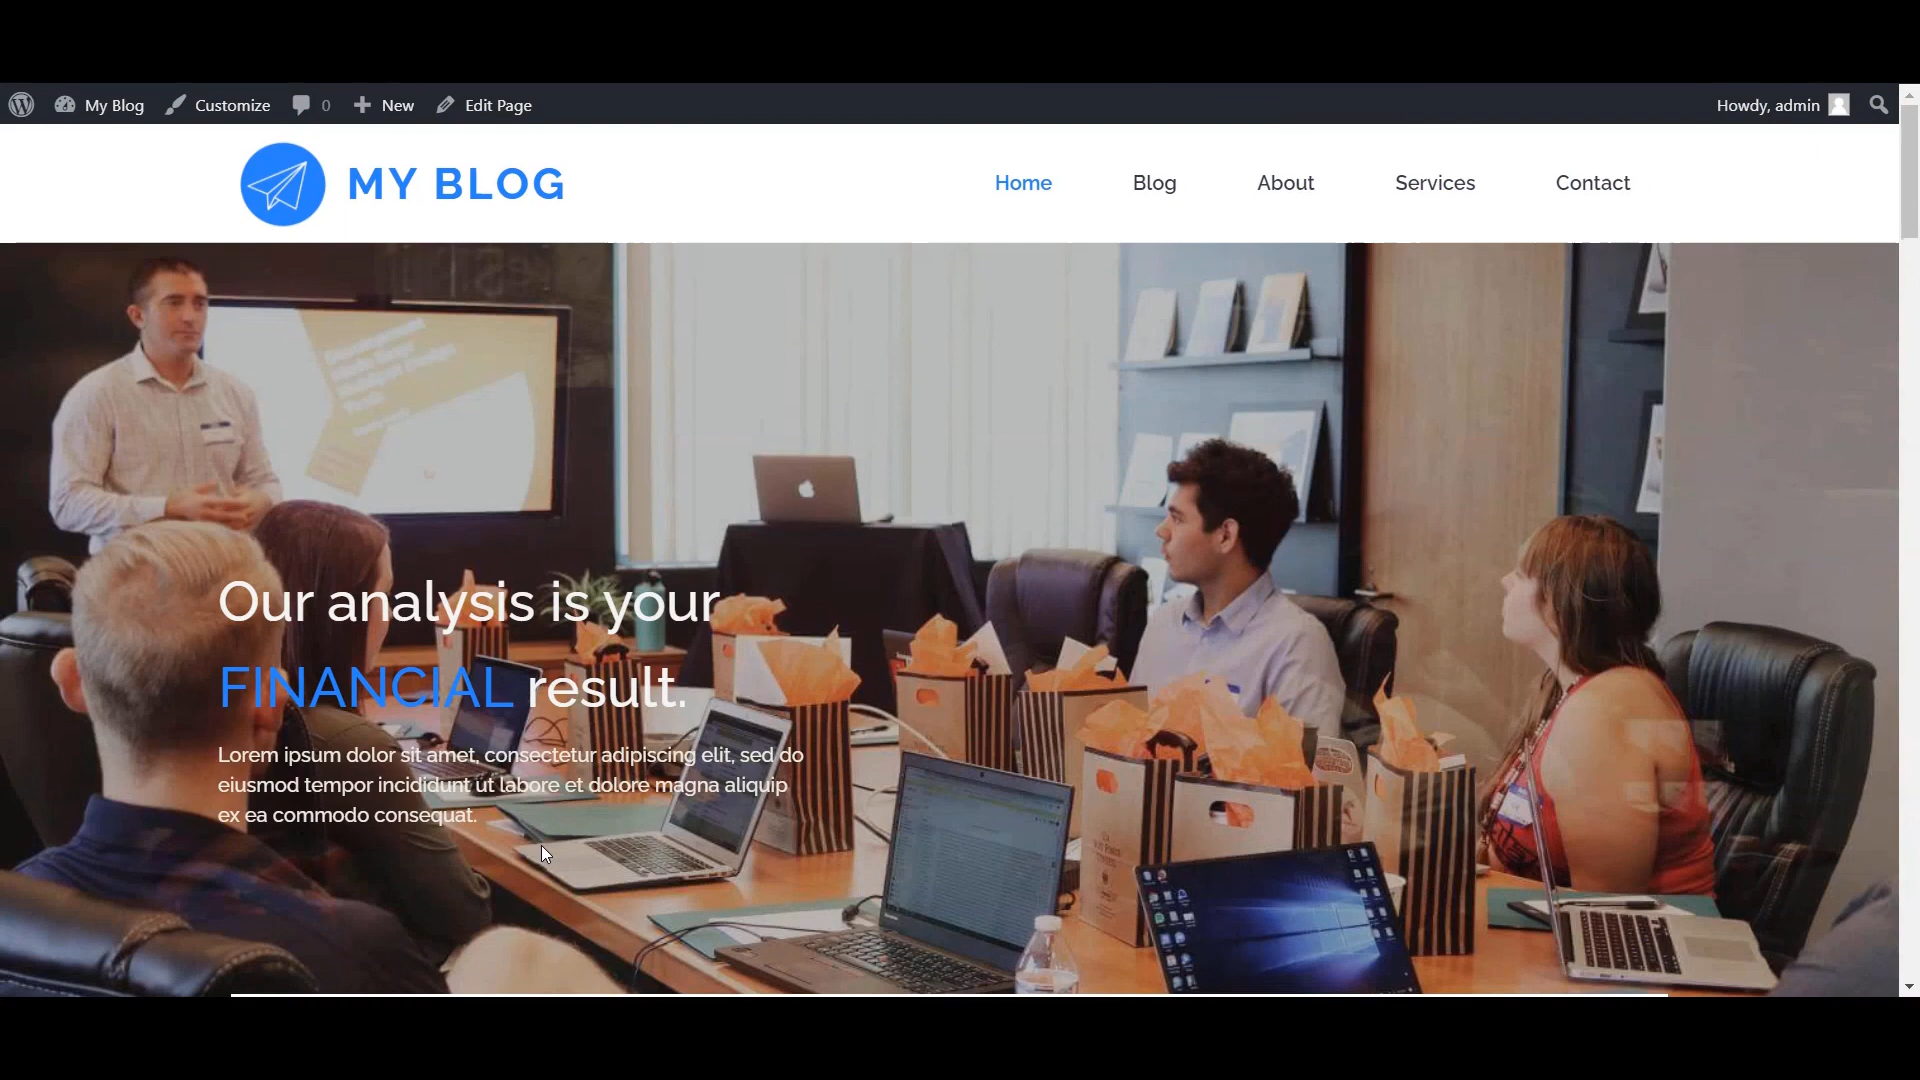 My Blog Customize 0 New Edit Page Howdy, admin
MY BLOG
Home Blog About Services Contact
Our analysis is your
FINANCIAL result.
Lorem ipsum dolor sit amet, consectetur adipiscing elit, sed do
eiusmod tempor incididunt ut labore et dolore magna aliquip
ex ea commodo consequat.